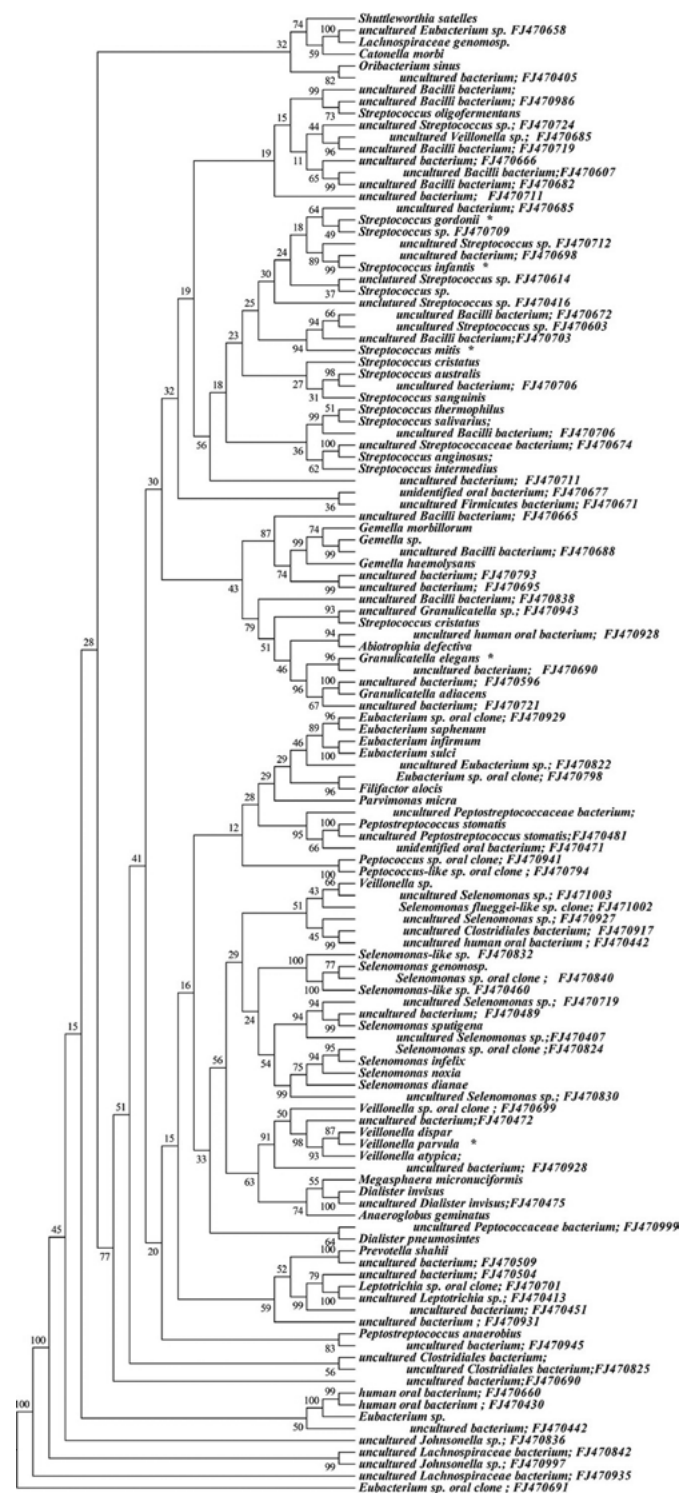 Shuttleworthia satelles
uncultured Eubacterium sp. FJ470658
Lachnospiraceae genomosp.
Catonella morbi
Oribacterium sinus
uncultured bacterium; FJ470405
uncultured Bacilli bacterium;
uncultured Bacilli bacterium; FJ470986
Streptococcus oligofermentans
uncultured Streptococcus sp.; FJ470724
uncultured Veillonella sp.; FJ470685
uncultured Bacilli bacterium; FJ470719
uncultured bacterium; FJ470666
uncultured Bacilli bacterium;FJ470607
uncultured Bacilli bacterium; FJ470682
uncultured bacterium; FJ470711
uncultured bacterium; FJ470685
Streptococcus gordonii *
Streptococcus sp. FJ470709
uncultured Streptococcus sp. FJ470712
uncultured bacterium; FJ470698
Streptococcus infantis *
unclutured Streptococcus sp. FJ470614
Streptococcus sp.
unclutured Streptococcus sp. FJ470416
uncultured Bacilli bacterium; FJ470672
uncultured Streptococcus sp. FJ470603
uncultured Bacilli bacterium;FJ470703
Streptococcus mitis *
Streptococcus cristatus
Streptococcus australis
uncultured bacterium; FJ470706
Streptococcus sanguinis
Streptococcus thermophilus
Streptococcus salivarius;
uncultured Bacilli bacterium; FJ470706
uncultured Streptococcaceae bacterium; FJ470674
Streptococcus anginosus;
Streptococcus intermedius
uncultured bacterium; FJ470711
unidentified oral bacterium; FJ470677
uncultured Firmicutes bacterium; FJ470671
uncultured Bacilli bacterium; FJ470665
Gemella morbillorum
Gemella sp.
uncultured Bacilli bacterium; FJ470688
Gemella haemolysans
uncultured bacterium; FJ470793
uncultured bacterium; FJ470695
uncultured Bacilli bacterium; FJ470838
uncultured Granulicatella sp.; FJ470943
Streptococcus cristatus
uncultured human oral bacterium; FJ470928
Abiotrophia defectiva
Granulicatella elegans *
uncultured bacterium; FJ470690
uncultured bacterium; FJ470596
Granulicatella adiacens
uncultured bacterium; FJ470721
Eubacterium sp. oral clone; FJ470929
Eubacterium saphenum
Eubacterium infirmum
Eubacterium sulci
uncultured Eubacterium sp.; FJ470822
Eubacterium sp. oral clone; FJ470798
Filifactor alocis
Parvimonas micra
uncultured Peptostreptococcaceae bacterium;
Peptostreptococcus stomatis
uncultured Peptostreptococcus stomatis;FJ470481
unidentified oral bacterium; FJ470471
Peptococcus sp. oral clone; FJ470941
Peptococcus-like sp. oral clone ; FJ470794
Veillonella sp.
uncultured Selenomonas sp.; FJ471003
Selenomonas flueggei-like sp. clone; FJ471002
uncultured Selenomonas sp.; FJ470927
uncultured Clostridiales bacterium; FJ470917
uncultured human oral bacterium ; FJ470442
Selenomonas-like sp. FJ470832
Selenomonas genomosp.
Selenomonas sp. oral clone ; FJ470840
Selenomonas-like sp. FJ470460
uncultured Selenomonas sp.; FJ470719
uncultured bacterium; FJ470489
Selenomonas sputigena
uncultured Selenomonas sp.;FJ470407
Selenomonas sp. oral clone ;FJ470824
Selenomonas infelix
Selenomonas noxia
Selenomonas dianae
uncultured Selenomonas sp.; FJ470830
Veillonella sp. oral clone ; FJ470699
uncultured bacterium;FJ470472
Veillonella dispar
Veillonella parvula *
Veillonella atypica;
uncultured bacterium; FJ470928
Megasphaera micronuciformis
Dialister invisus
uncultured Dialister invisus;FJ470475
Anaeroglobus geminatus
uncultured Peptococcaceae bacterium; FJ470999
Dialister pneumosintes
Prevotella shahii
uncultured bacterium; FJ470509
uncultured bacterium; FJ470504
Leptotrichia sp. oral clone; FJ470701
uncultured Leptotrichia sp.; FJ470413
uncultured bacterium; FJ470451
uncultured bacterium ; FJ470931
Peptostreptococcus anaerobius
uncultured bacterium; FJ470945
uncultured Clostridiales bacterium;
uncultured Clostridiales bacterium;FJ470825
uncultured bacterium;FJ470690
human oral bacterium; FJ470660
human oral bacterium ; FJ470430
Eubacterium sp.
uncultured bacterium; FJ470442
uncultured Johnsonella sp.; FJ470836
uncultured Lachnospiraceae bacterium; FJ470842
uncultured Johnsonella sp.; FJ470997
uncultured Lachnospiraceae bacterium; FJ470935
Eubacterium sp. oral clone ; FJ470691